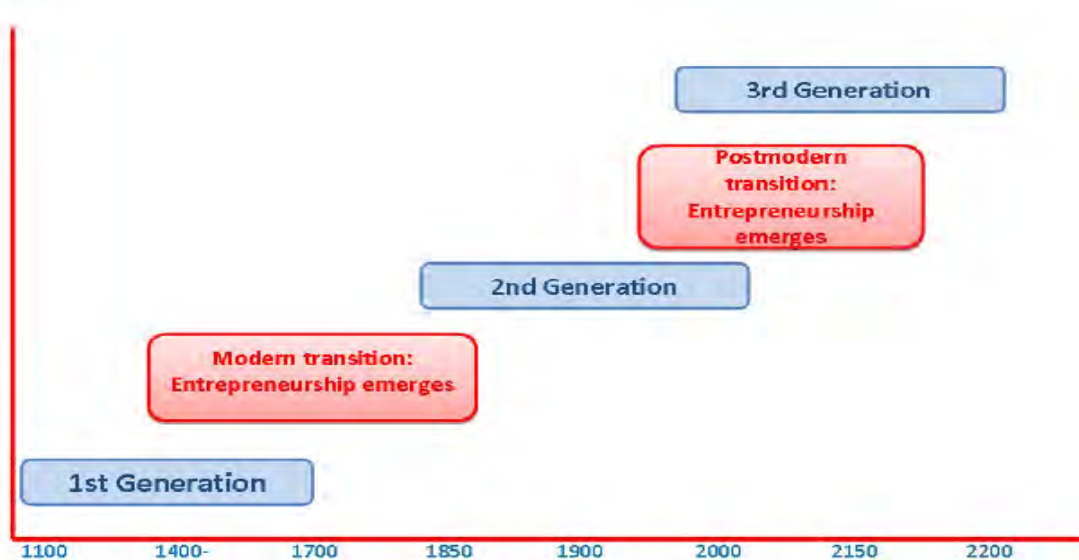 3rd Generation
Postmodern
transition:
Entrepreneurship
emerges
2nd Generation
Modern transition:
Entrepreneurship emerges
1st Generation
1100 1400- 1700 1850 1900 2000 2150 2200